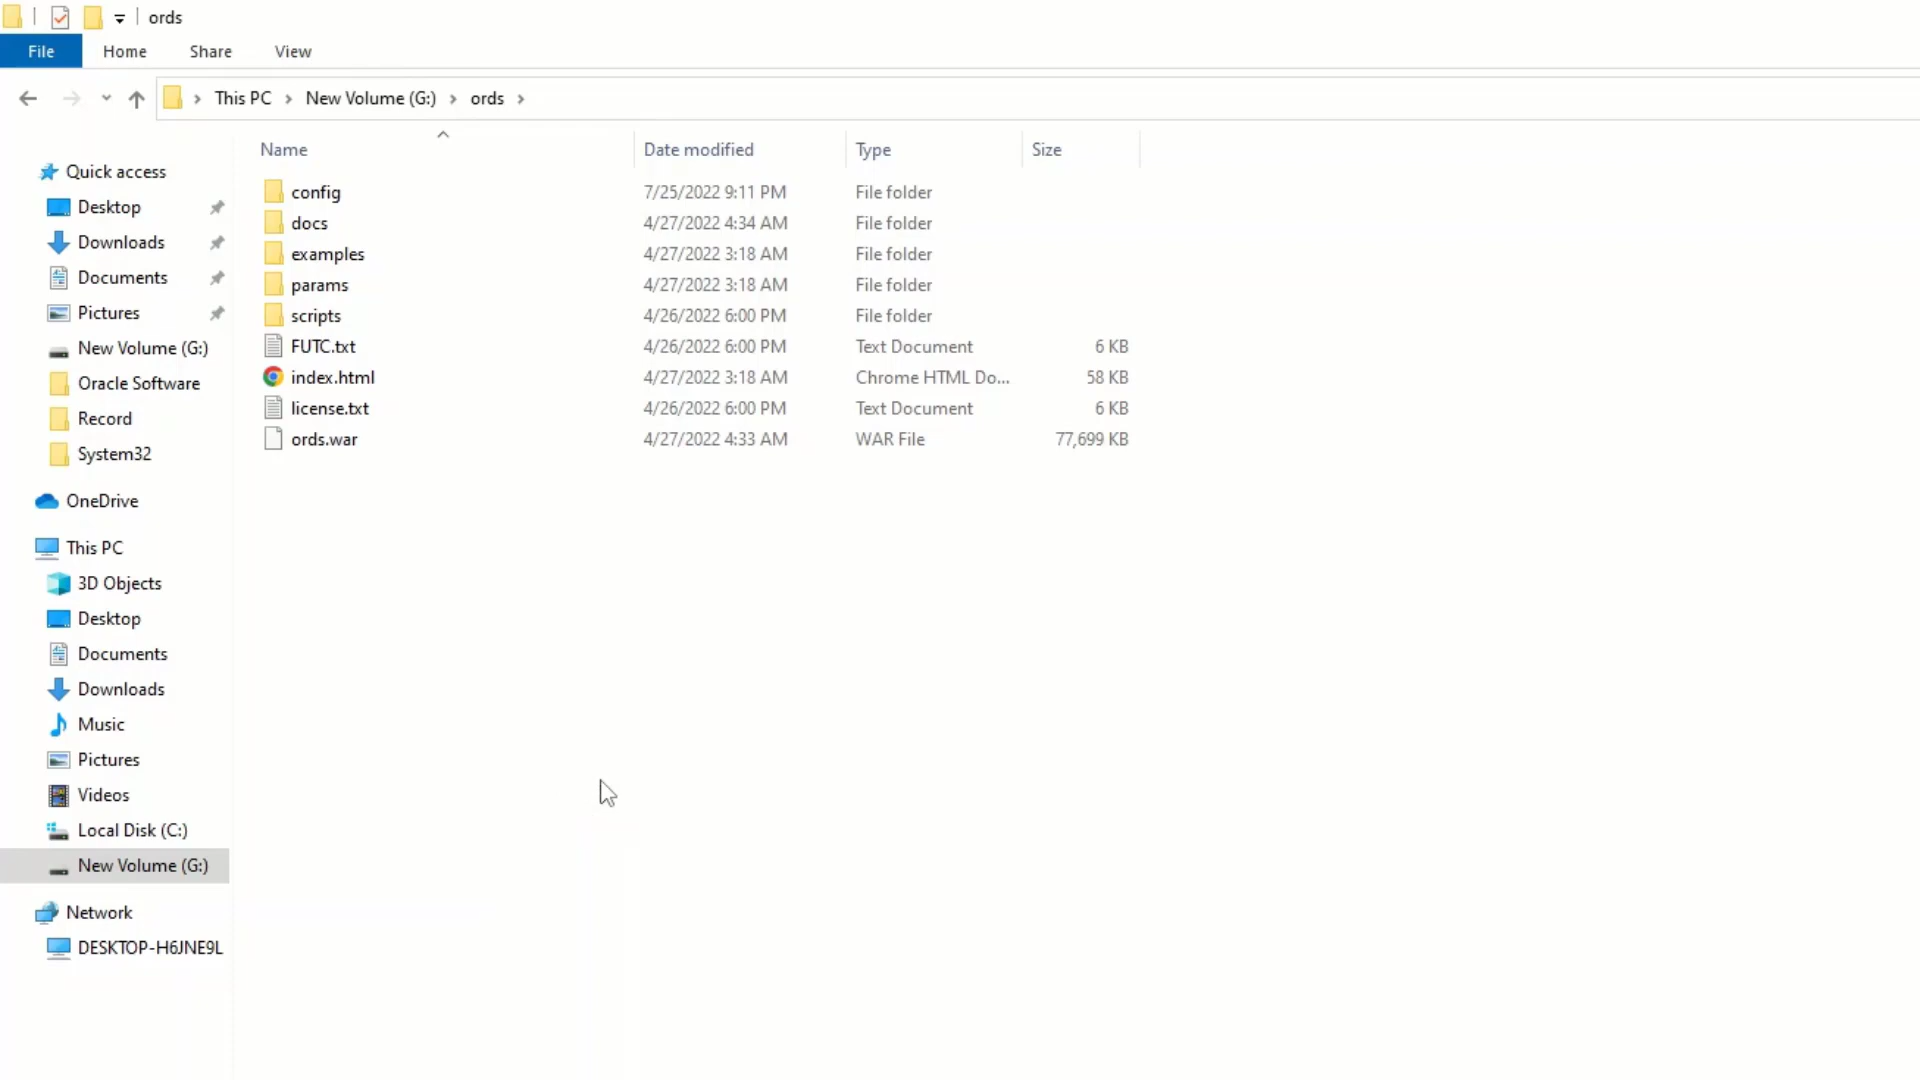 ords
File Home Share View
This PC New Volume (G:) ords
Name Date modified Type Size
Quick access
Desktop
Downloads
Documents
Pictures
New Volume (G:)
Oracle Software
Record
System32
OneDrive
This PC
3D Objects
Desktop
Documents
Downloads
Music
Pictures
Videos
Local Disk (C:)
New Volume (G:)
Network
DESKTOP-H6JNE9L
config 7/25/2022 9:11 PM File folder
docs 4/27/2022 4:34 AM File folder
examples 4/27/2022 3:18 AM File folder
params 4/27/2022 3:18 AM File folder
scripts 4/26/2022 6:00 PM File folder
FUTC.txt 4/26/2022 6:00 PM Text Document 6 KB
index.html 4/27/2022 3:18 AM Chrome HTML Do... 58 KB
license.txt 4/26/2022 6:00 PM Text Document 6 KB
ords.war 4/27/2022 4:33 AM WAR File 77,699 KB